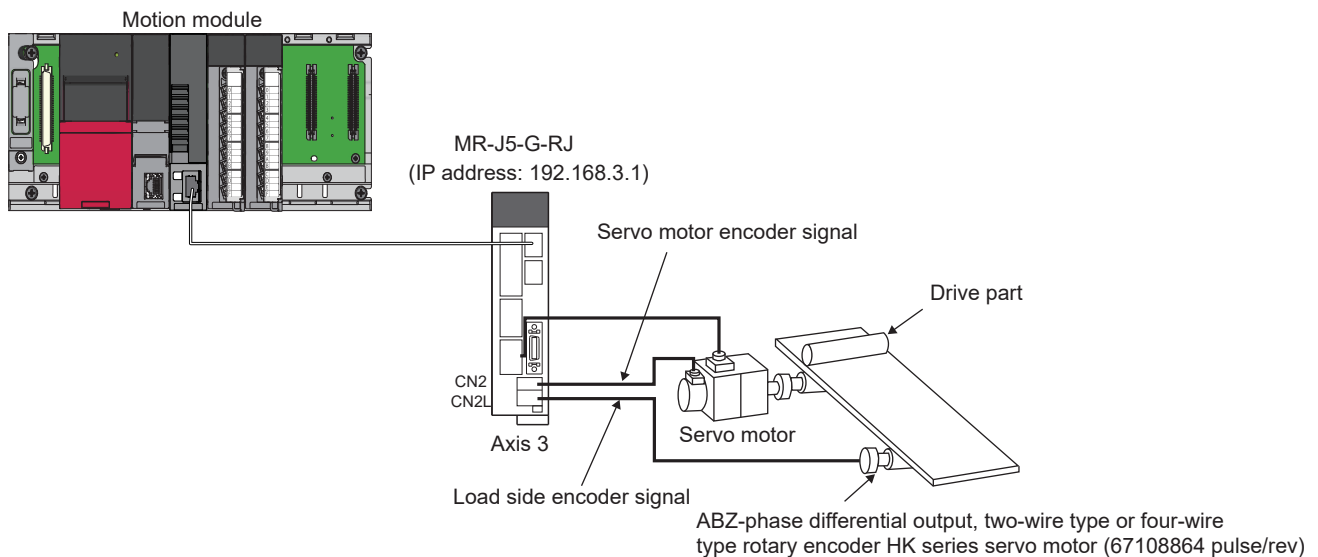 Motion module
MR-J5-G-RJ
(IP address: 192.168.3.1)
Servo motor encoder signal
Drive part
CN2
CN2L
Servo motor
Axis 3
Load side encoder signal
ABZ-phase differential output, two-wire type or four-wire
type rotary encoder HK series servo motor (67108864 pulse/rev)